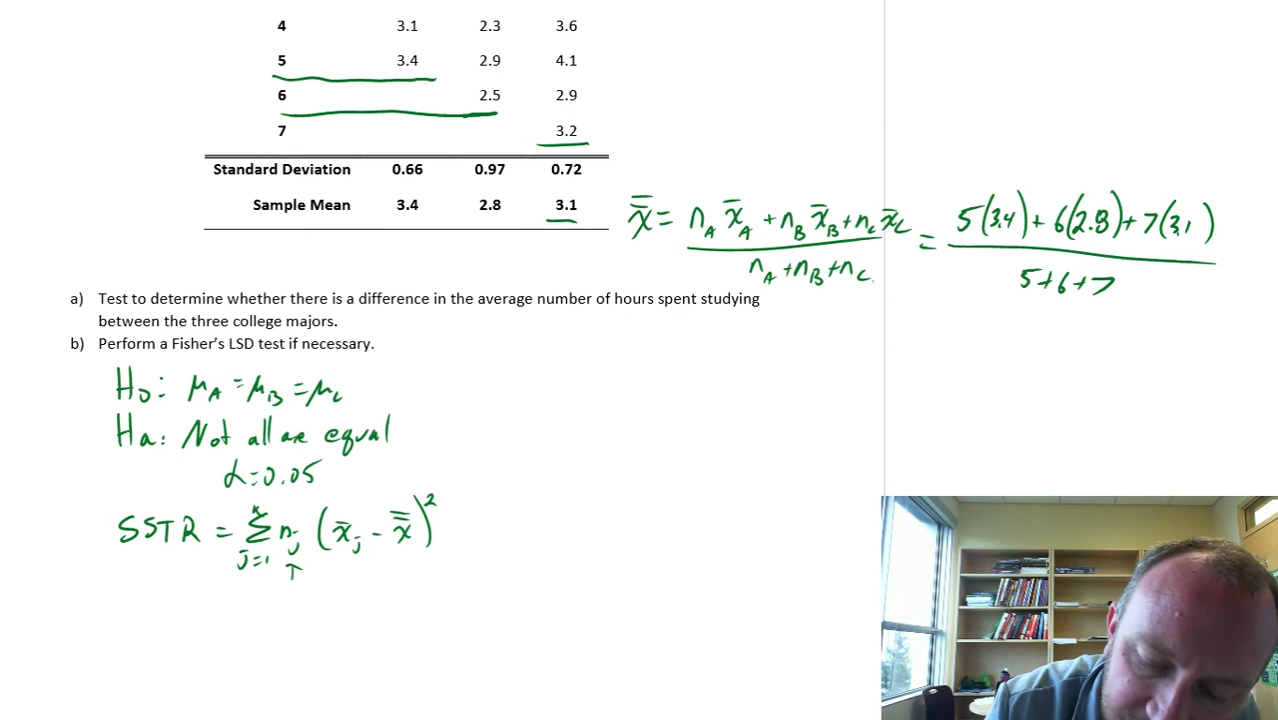 4 3.1 2.3 3.6
5 3.4 2.9 4.1
6 2.5 2.9
7 3.2
Standard Deviation 0.66 0.97 0.72
Sample Mean 3.4 2.8 3.1
x̿ = (n_A x̄_A + n_B x̄_B + n_C x̄_C) / (n_A + n_B + n_C) = (5(3.4) + 6(2.8) + 7(3.1)) / (5+6+7)
a) Test to determine whether there is a difference in the average number of hours spent studying
between the three college majors.
b) Perform a Fisher's LSD test if necessary.
H₀: μ_A = μ_B = μ_C
Ha: Not all are equal
α=0.05
SSTR = Σ_{j=1}^{k} n_j (x̄_j - x̿)²